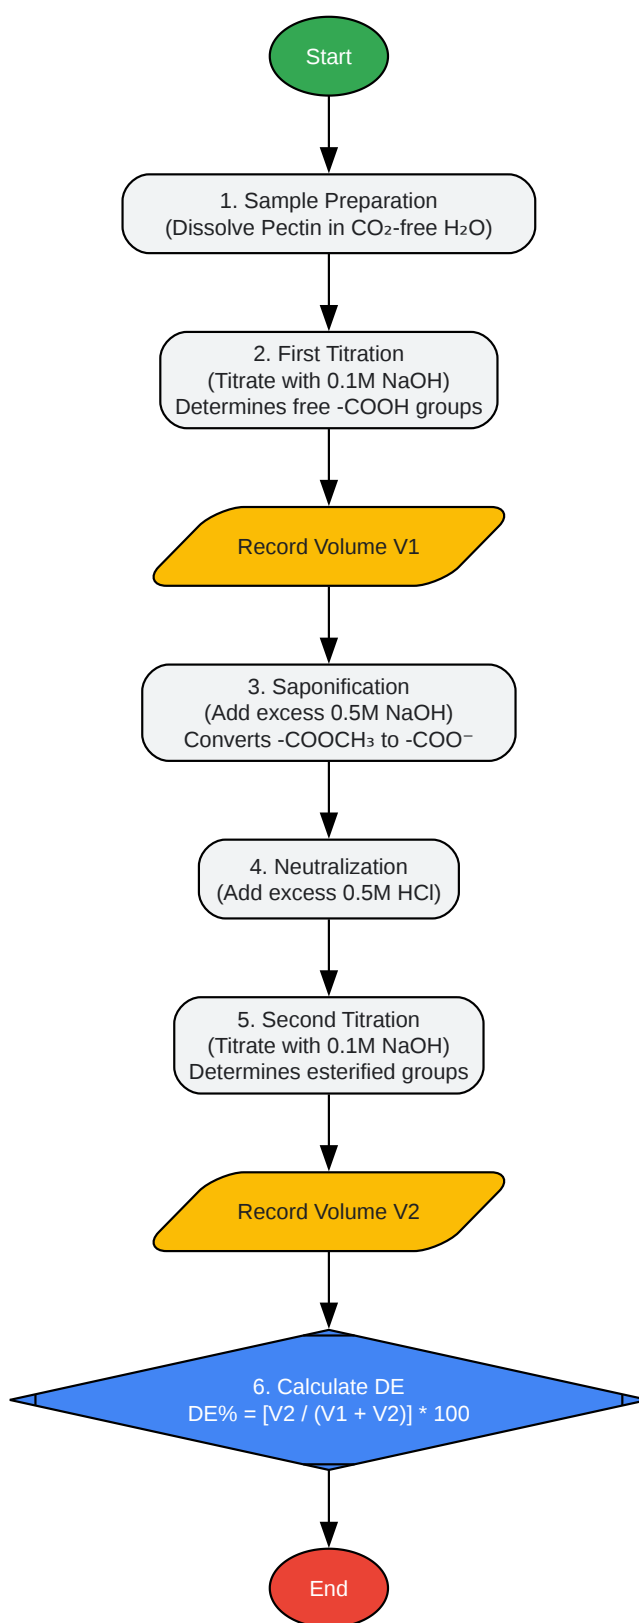 Start
1. Sample Preparation
(Dissolve Pectin in CO₂-free H₂O)
2. First Titration
(Titrate with 0.1M NaOH)
Determines free -COOH groups
Record Volume V1
3. Saponification
(Add excess 0.5M NaOH)
Converts -COOCH₃ to -COO⁻
4. Neutralization
(Add excess 0.5M HCl)
5. Second Titration
(Titrate with 0.1M NaOH)
Determines esterified groups
Record Volume V2
6. Calculate DE
DE% = [V2 / (V1 + V2)] * 100
End